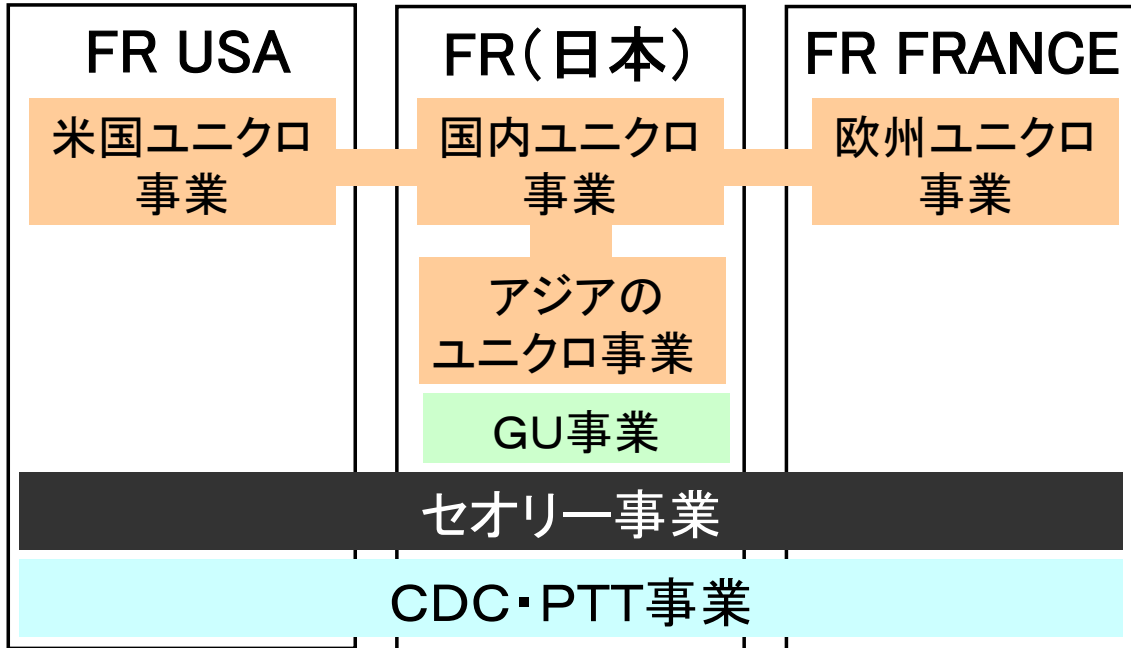 FR USA
FR(日本)
FR FRANCE
米国ユニクロ
事業
国内ユニクロ
事業
欧州ユニクロ
事業
アジアの
ユニクロ事業
GU事業
セオリー事業
CDC・PTT事業